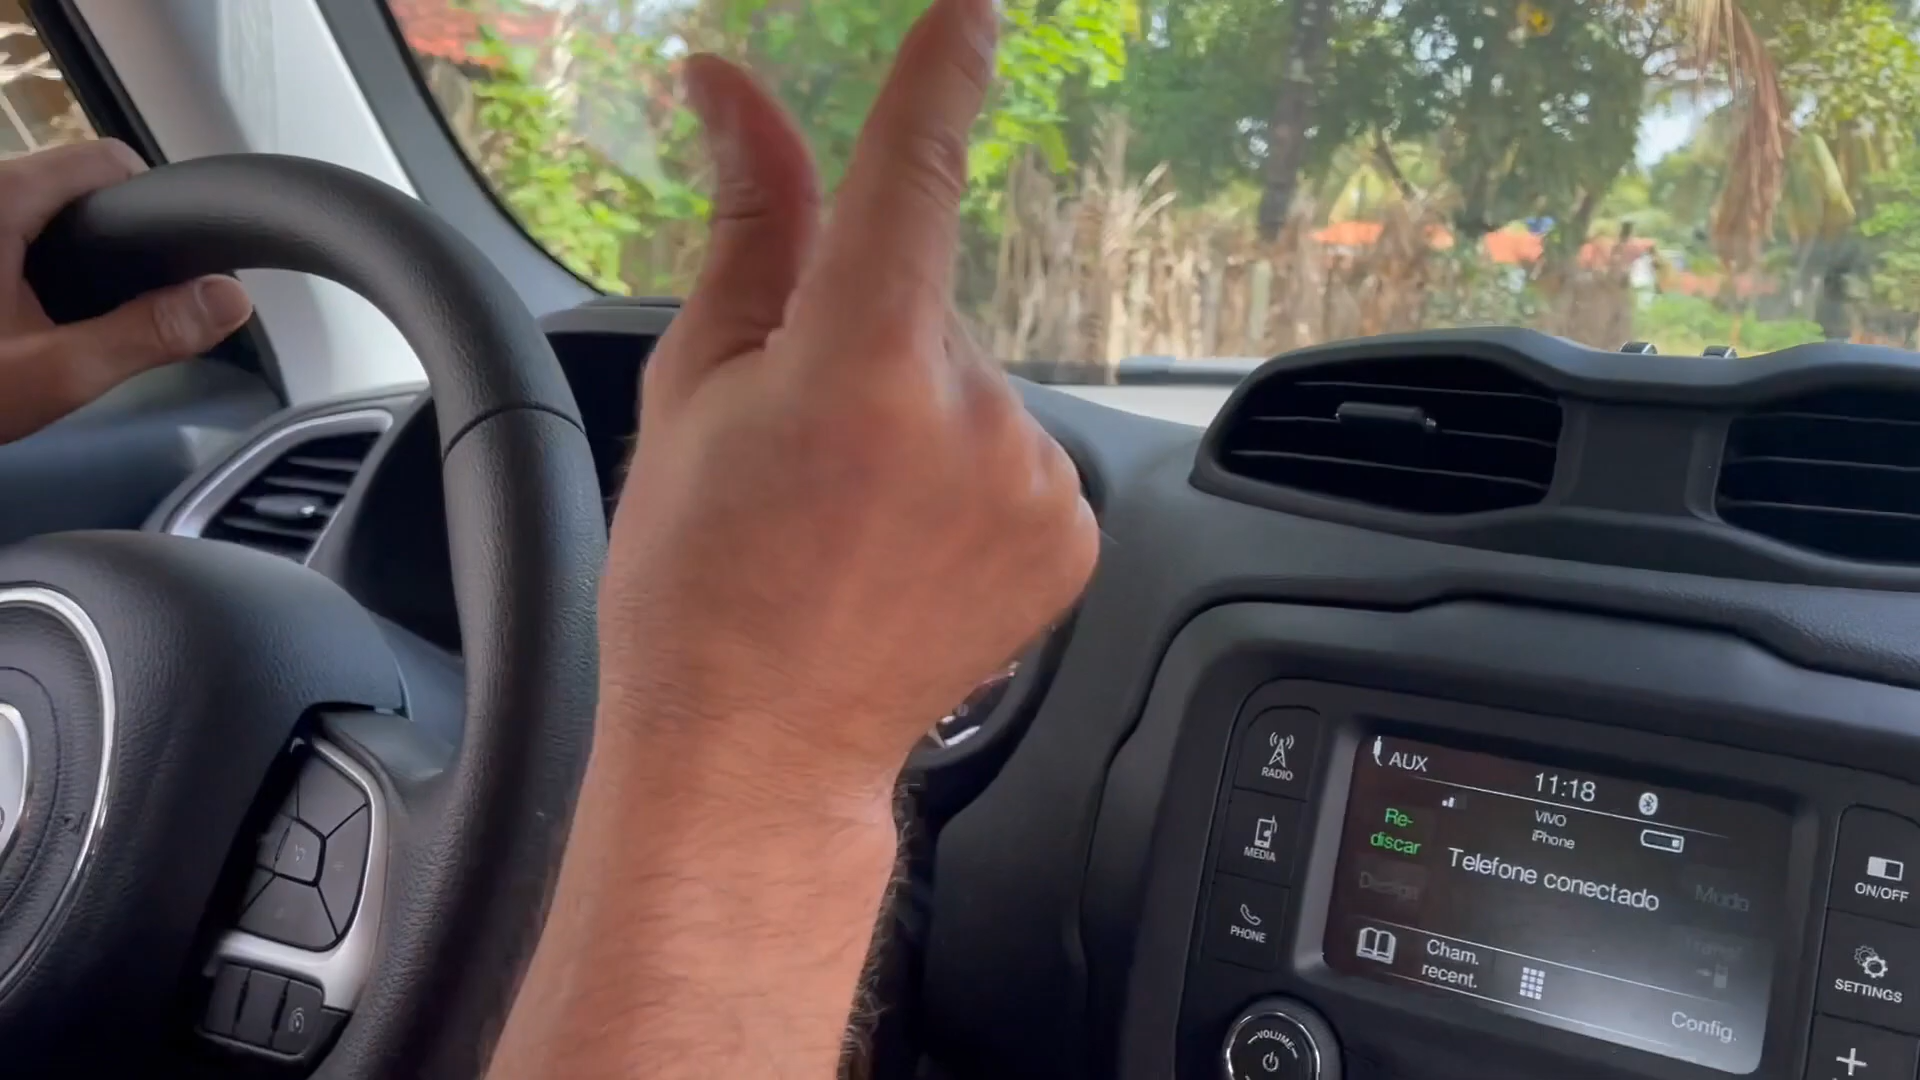 AUX
11:18
VIVO
iPhone
Re-
discar
Telefone conectado
Modo
Cham.
recent.
Config.
RADIO
MEDIA
PHONE
VOLUME
ON/OFF
SETTINGS
+